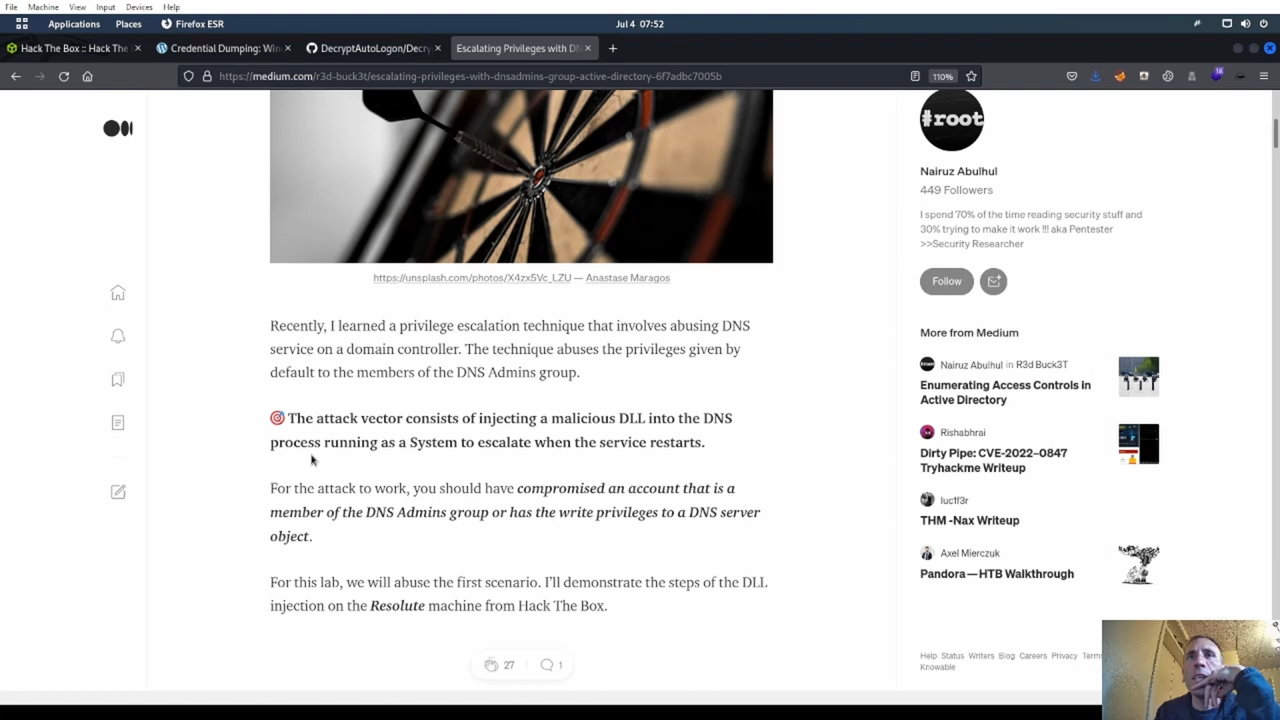 File Machine View Input Devices Help
Applications Places Firefox ESR Jul 4 07:52
Hack The Box :: Hack The Credential Dumping: Win DecryptAutoLogon/Decry Escalating Privileges with DN
https://medium.com/r3d-buck3t/escalating-privileges-with-dnsadmins-group-active-directory-6f7adbc7005b 110% 18
https://unsplash.com/photos/X4zx5Vc_LZU — Anastase Maragos
Recently, I learned a privilege escalation technique that involves abusing DNS
service on a domain controller. The technique abuses the privileges given by
default to the members of the DNS Admins group.
The attack vector consists of injecting a malicious DLL into the DNS
process running as a System to escalate when the service restarts.
For the attack to work, you should have compromised an account that is a
member of the DNS Admins group or has the write privileges to a DNS server
object.
For this lab, we will abuse the first scenario. I'll demonstrate the steps of the DLL
injection on the Resolute machine from Hack The Box.
27 1
#root
Nairuz Abulhul
449 Followers
I spend 70% of the time reading security stuff and
30% trying to make it work !!! aka Pentester
>>Security Researcher
Follow
More from Medium
Nairuz Abulhul in R3d Buck3T
Enumerating Access Controls in
Active Directory
Rishabhrai
Dirty Pipe: CVE-2022–0847
Tryhackme Writeup
luc1f3r
THM -Nax Writeup
Axel Mierczuk
Pandora — HTB Walkthrough
Help Status Writers Blog Careers Privacy Terms
Knowable